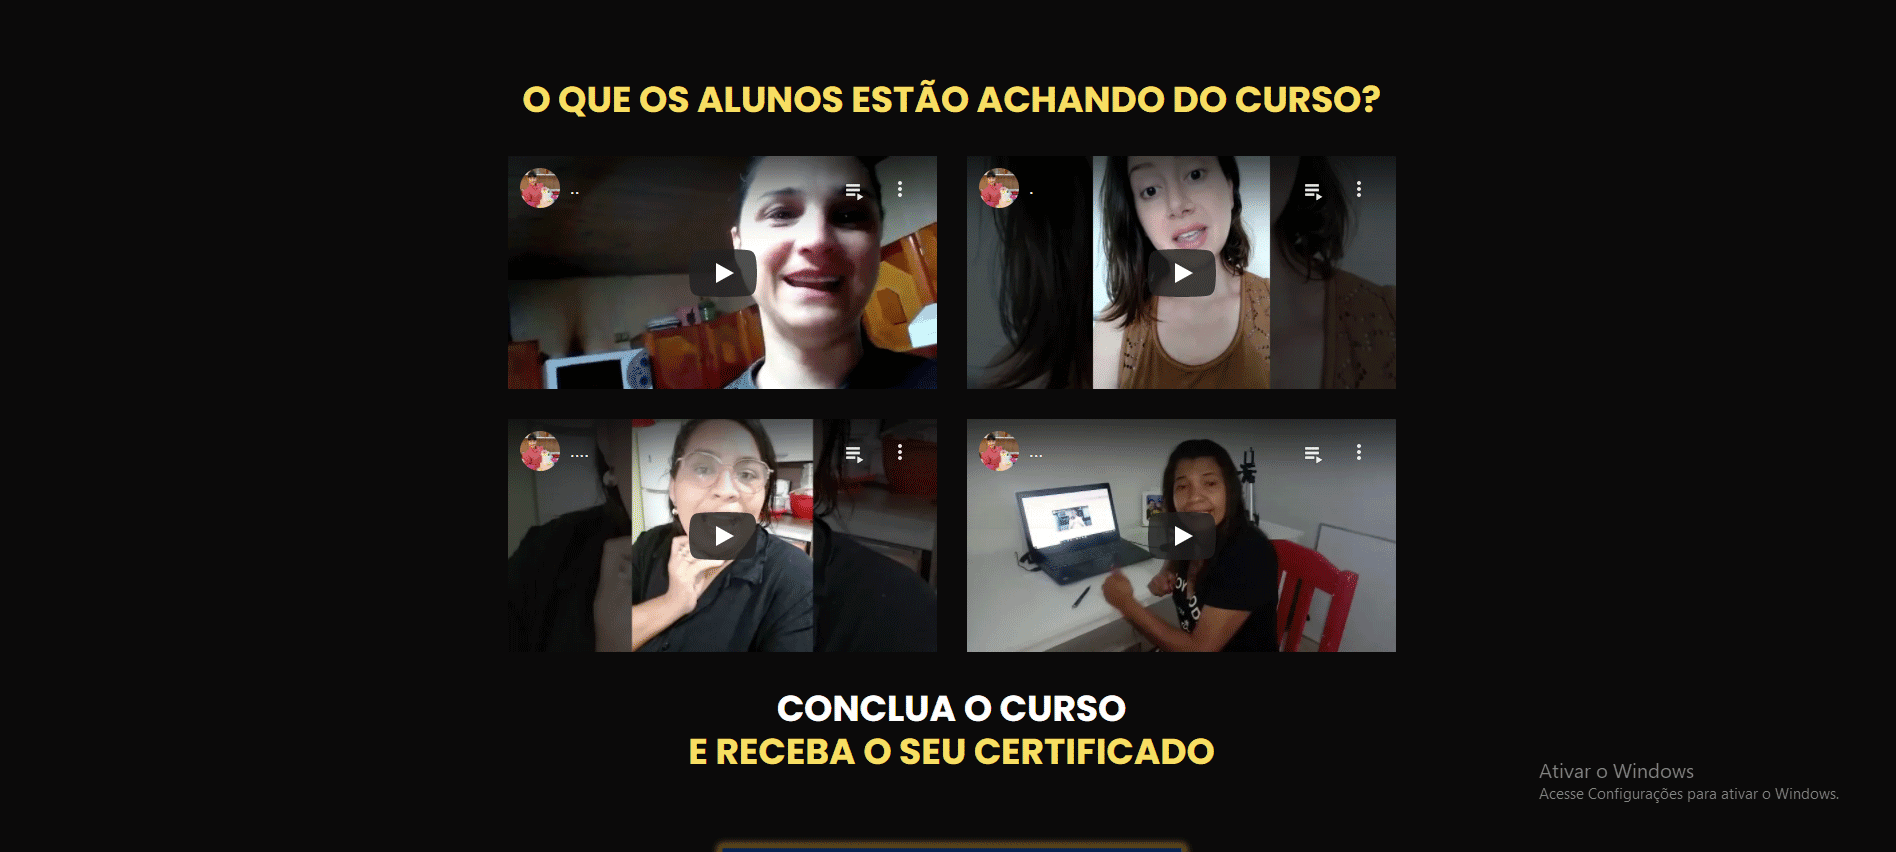 O QUE OS ALUNOS ESTÃO ACHANDO DO CURSO?
..
.
....
...
CONCLUA O CURSO
E RECEBA O SEU CERTIFICADO
Ativar o Windows
Acesse Configurações para ativar o Windows.